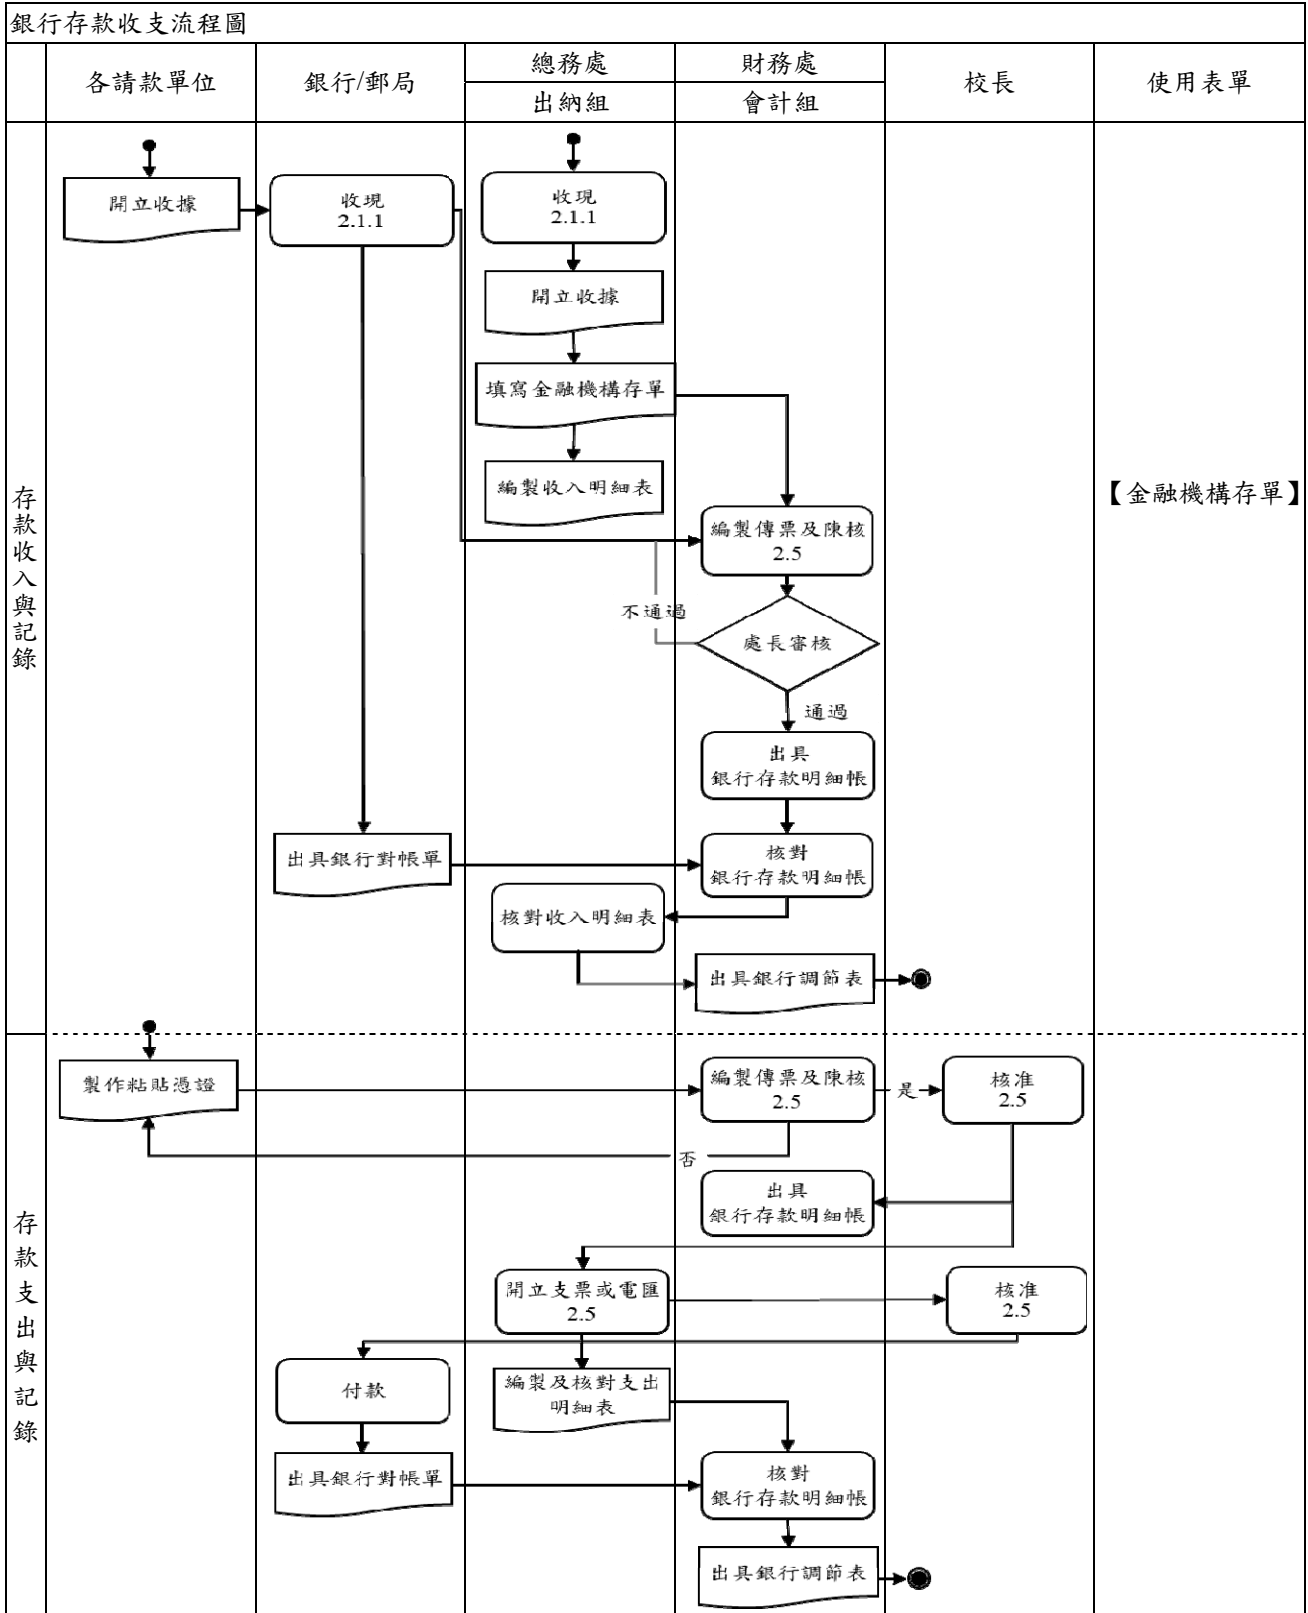 銀行存款收支流程圖
各請款單位
銀行/郵局
總務處
出納組
財務處
會計組
校長
使用表單
存款收入與記錄
開立收據
收現
2.1.1
收現
2.1.1
開立收據
填寫金融機構存單
編製收入明細表
【金融機構存單】
編製傳票及陳核
2.5
不通過
處長審核
通過
出具
銀行存款明細帳
出具銀行對帳單
核對
銀行存款明細帳
核對收入明細表
出具銀行調節表
存款支出與記錄
製作粘貼憑證
編製傳票及陳核
2.5
是
核准
2.5
否
出具
銀行存款明細帳
開立支票或電匯
2.5
核准
2.5
付款
編製及核對支出
明細表
出具銀行對帳單
核對
銀行存款明細帳
出具銀行調節表